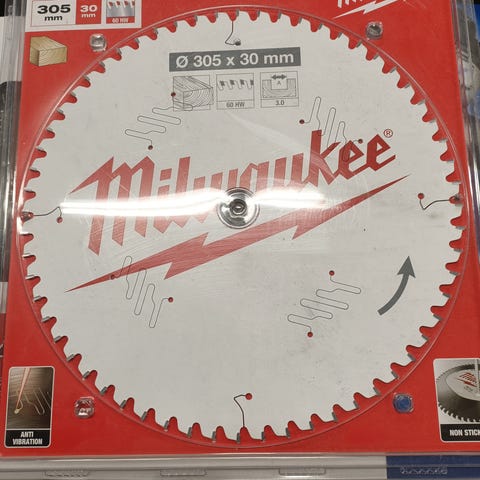 305
mm
30
mm
60 HW
Ø 305 x 30 mm
60 HW
A
3.0
Milwaukee®
ANTI
VIBRATION
NON STICK